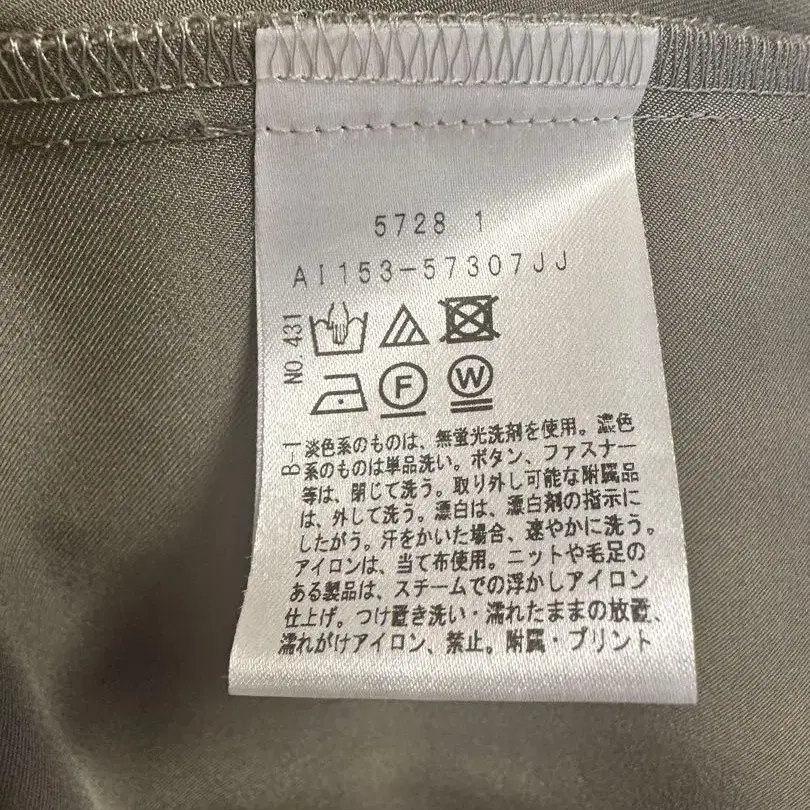 5728 1
AI153-57307JJ
NO.431
F
W
B-1
淡色系のものは、無蛍光洗剤を使用。濃色
系のものは単品洗い。ボタン、ファスナー
等は、閉じて洗う。取り外し可能な附属品
は、外して洗う。漂白は、漂白剤の指示に
したがう。汗をかいた場合、速やかに洗う。
アイロンは、当て布使用。ニットや毛足の
ある製品は、スチームでの浮かしアイロン
仕上げ。つけ置き洗い・濡れたままの放置、
濡れがけアイロン、禁止。附属・プリント